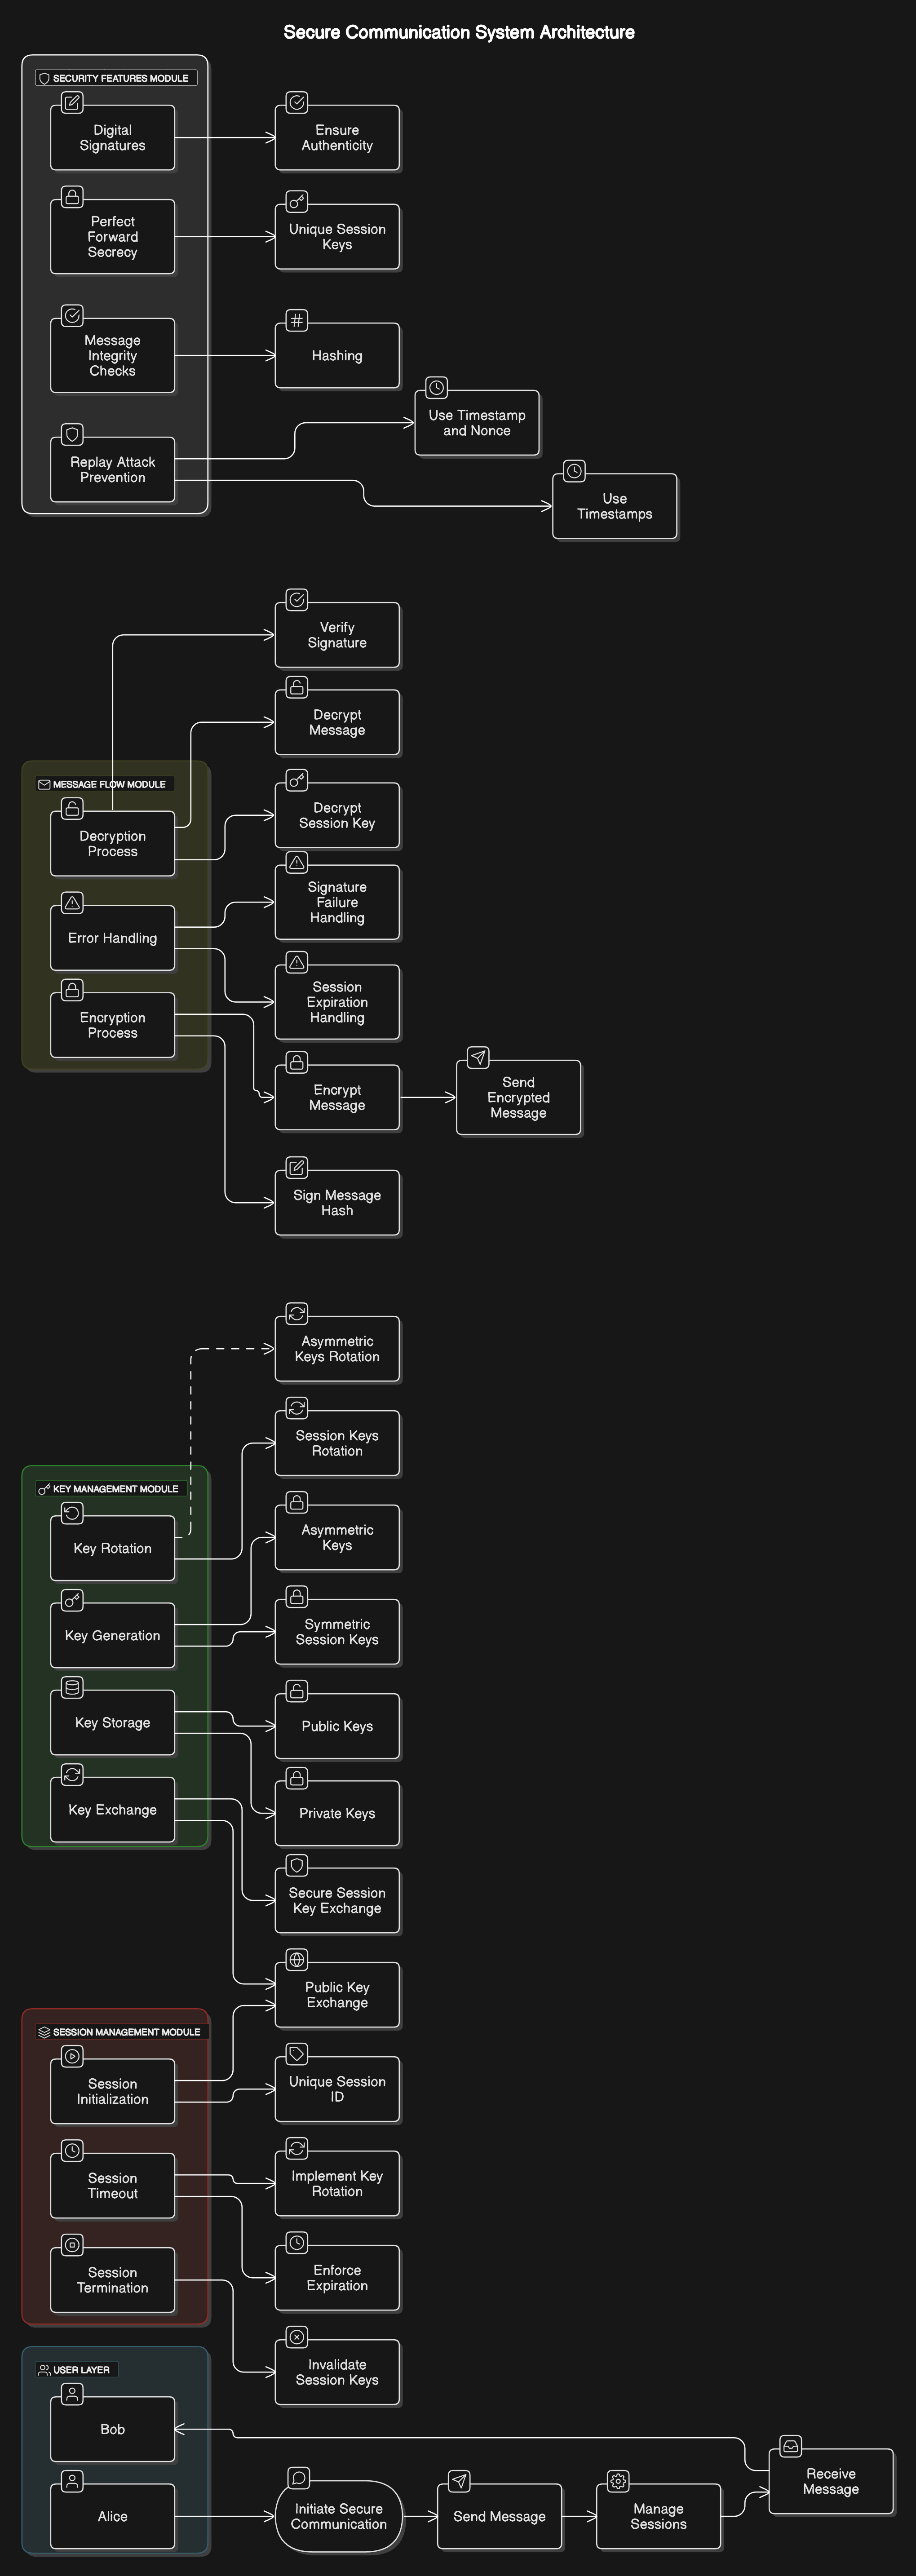 Secure Communication System Architecture
SECURITY FEATURES MODULE
Digital
Signatures
Ensure
Authenticity
Perfect
Forward
Secrecy
Unique Session
Keys
Message
Integrity
Checks
Hashing
Use Timestamp
and Nonce
Replay Attack
Prevention
Use
Timestamps
Verify
Signature
Decrypt
Message
MESSAGE FLOW MODULE
Decryption
Process
Decrypt
Session Key
Signature
Failure
Handling
Error Handling
Session
Expiration
Handling
Encryption
Process
Encrypt
Message
Send
Encrypted
Message
Sign Message
Hash
Asymmetric
Keys Rotation
Session Keys
Rotation
KEY MANAGEMENT MODULE
Key Rotation
Asymmetric
Keys
Key Generation
Symmetric
Session Keys
Key Storage
Public Keys
Key Exchange
Private Keys
Secure Session
Key Exchange
Public Key
Exchange
SESSION MANAGEMENT MODULE
Session
Initialization
Unique Session
ID
Session
Timeout
Implement Key
Rotation
Session
Termination
Enforce
Expiration
USER LAYER
Invalidate
Session Keys
Bob
Receive
Message
Alice
Initiate Secure
Communication
Send Message
Manage
Sessions